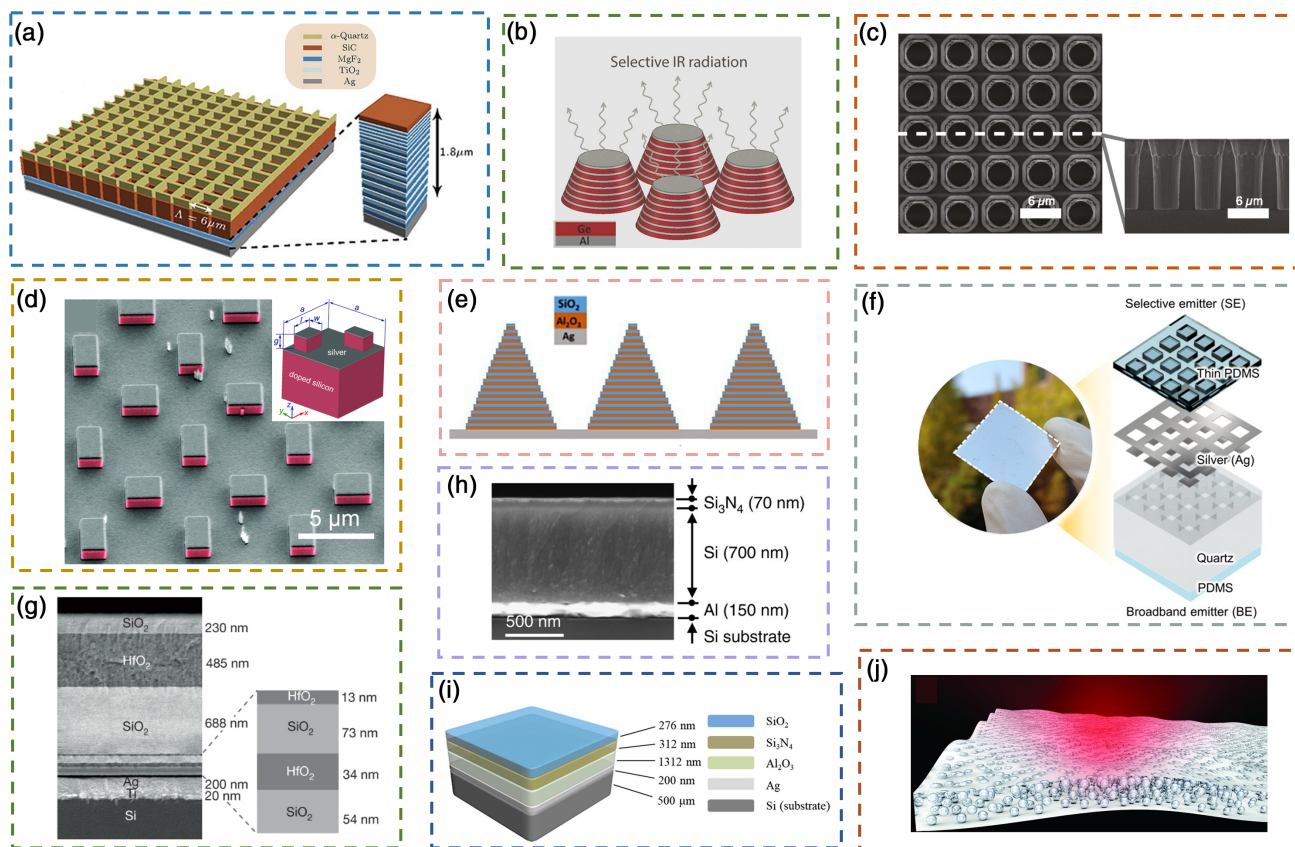 (a)
α-Quartz
SiC
MgF2
TiO2
Ag
1.8μm
Λ = 6μm
(b)
Selective IR radiation
Ge
Al
(c)
6 μm
6 μm
(d)
a
a
l
w
g
silver
doped silicon
z
y
x
5 μm
(e)
SiO2
Al2O3
Ag
(f)
Selective emitter (SE)
Thin PDMS
Silver (Ag)
Quartz
PDMS
Broadband emitter (BE)
(g)
SiO2
230 nm
HfO2
485 nm
SiO2
688 nm
Ag
200 nm
Ti
20 nm
Si
HfO2
13 nm
SiO2
73 nm
HfO2
34 nm
SiO2
54 nm
(h)
Si3N4 (70 nm)
Si (700 nm)
Al (150 nm)
Si substrate
500 nm
(i)
276 nm
312 nm
1312 nm
200 nm
500 μm
SiO2
Si3N4
Al2O3
Ag
Si (substrate)
(j)